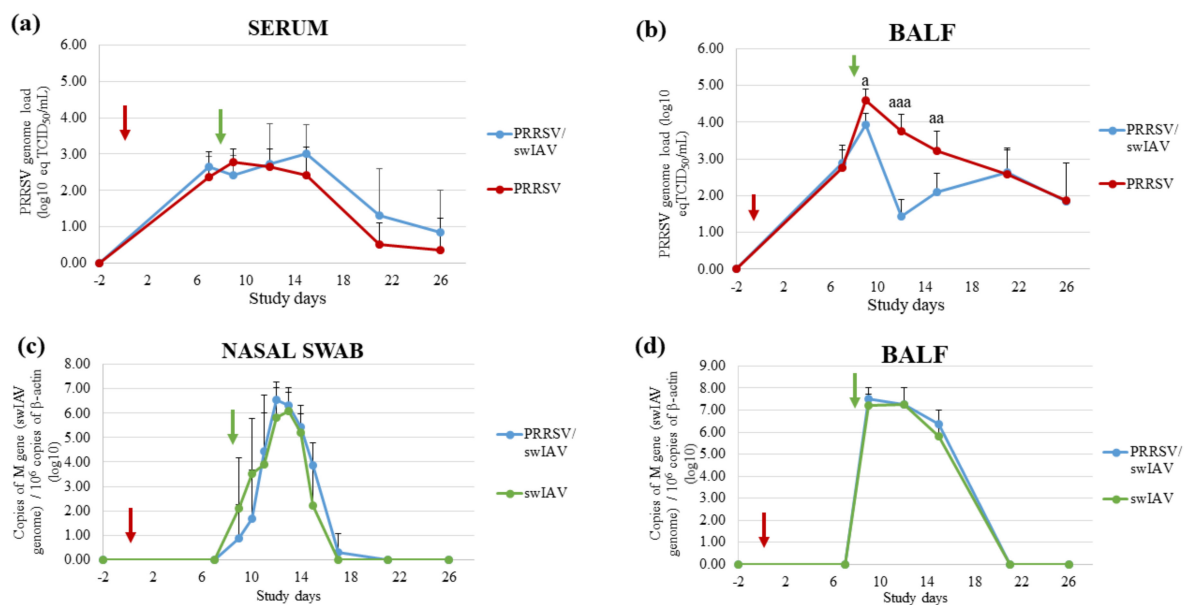 (a)
SERUM
PRRSV genome load
(log10 eq TCID50/mL)
6.00
5.00
4.00
3.00
2.00
1.00
0.00
-2 2 6 10 14 18 22 26
Study days
PRRSV/
swIAV
PRRSV
(b)
BALF
PRRSV genome load (log10
eqTCID50/mL)
6.00
5.00
4.00
3.00
2.00
1.00
0.00
a
aaa
aa
-2 2 6 10 14 18 22 26
Study days
PRRSV/
swIAV
PRRSV
(c)
NASAL SWAB
Copies of M gene (swIAV
genome) / 10^6 copies of β-actin
(log10)
8.00
7.00
6.00
5.00
4.00
3.00
2.00
1.00
0.00
-2 2 6 10 14 18 22 26
Study days
PRRSV/
swIAV
swIAV
(d)
BALF
Copies of M gene (swIAV
genome) / 10^6 copies of β-actin
(log10)
9.00
8.00
7.00
6.00
5.00
4.00
3.00
2.00
1.00
0.00
-2 2 6 10 14 18 22 26
Study days
PRRSV/
swIAV
swIAV